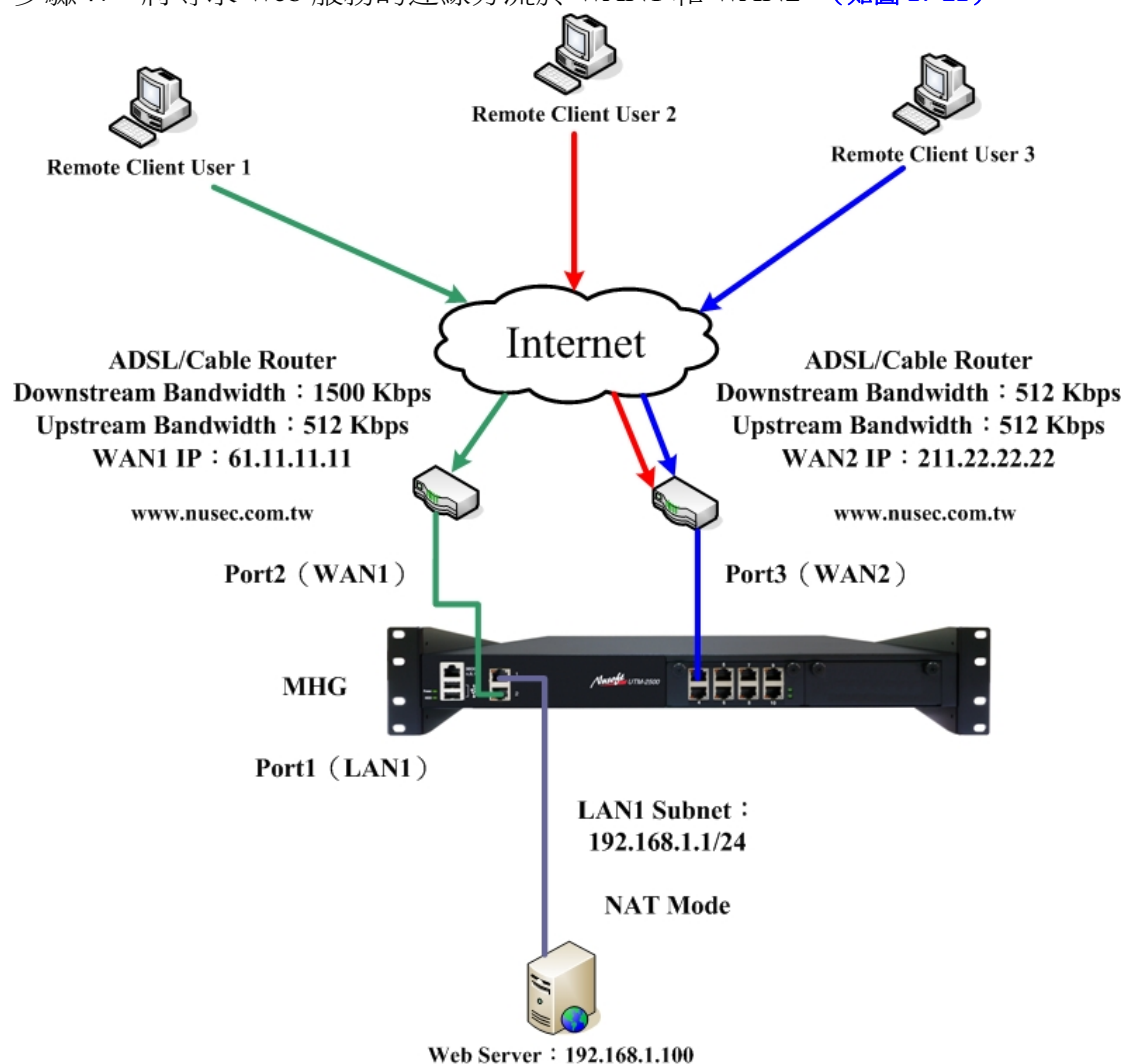 Remote Client User 2
Remote Client User 1
Remote Client User 3
Internet
ADSL/Cable Router
Downstream Bandwidth：1500 Kbps
Upstream Bandwidth：512 Kbps
WAN1 IP：61.11.11.11
www.nusec.com.tw
ADSL/Cable Router
Downstream Bandwidth：512 Kbps
Upstream Bandwidth：512 Kbps
WAN2 IP：211.22.22.22
www.nusec.com.tw
Port2（WAN1）
Port3（WAN2）
MHG
1
2
Nusoft UTM-2500
Port1（LAN1）
LAN1 Subnet：
192.168.1.1/24
NAT Mode
Web Server：192.168.1.100